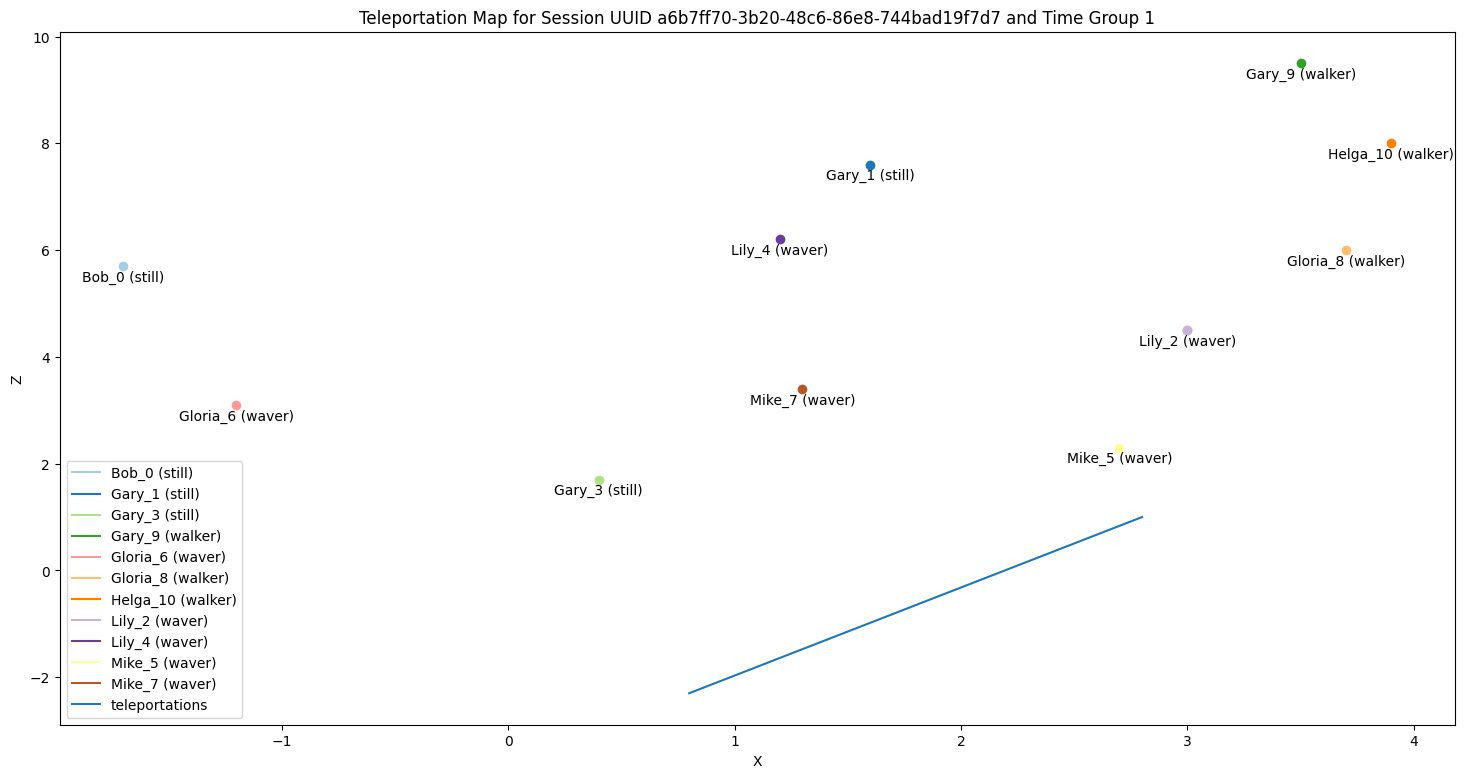 Teleportation Map for Session UUID a6b7ff70-3b20-48c6-86e8-744bad19f7d7 and Time Group 1
10
8
6
4
2
0
−2
Z
Gary_9 (walker)
Helga_10 (walker)
Gary_1 (still)
Lily_4 (waver)
Gloria_8 (walker)
Bob_0 (still)
Lily_2 (waver)
Mike_7 (waver)
Gloria_6 (waver)
Mike_5 (waver)
Gary_3 (still)
Bob_0 (still)
Gary_1 (still)
Gary_3 (still)
Gary_9 (walker)
Gloria_6 (waver)
Gloria_8 (walker)
Helga_10 (walker)
Lily_2 (waver)
Lily_4 (waver)
Mike_5 (waver)
Mike_7 (waver)
teleportations
−1 0 1 2 3 4
X